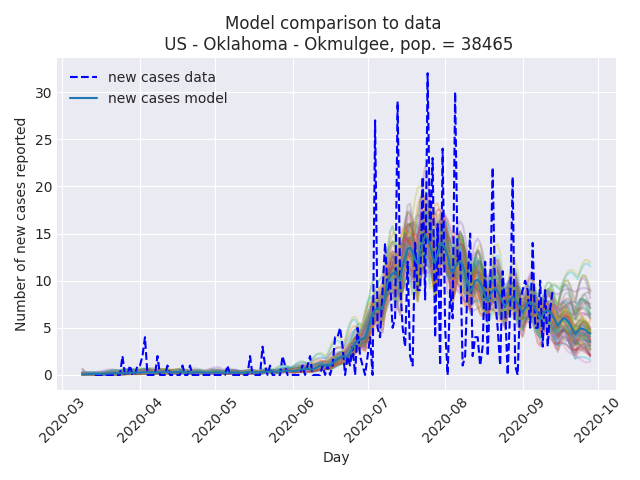 Model comparison to data
US - Oklahoma - Okmulgee, pop. = 38465
new cases data
new cases model
Number of new cases reported
30
25
20
15
10
5
0
2020-03
2020-04
2020-05
2020-06
2020-07
2020-08
2020-09
2020-10
Day